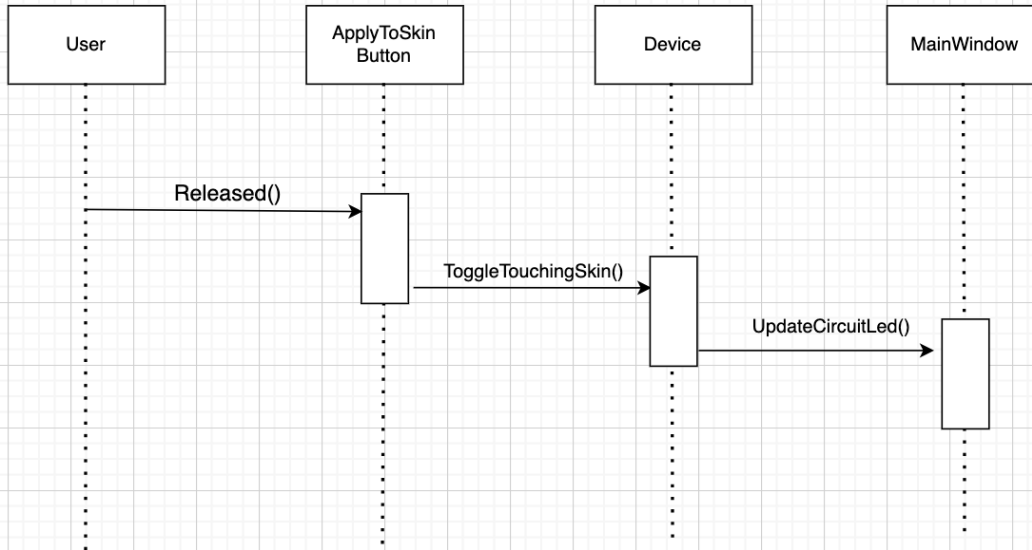 User
ApplyToSkin
Button
Device
MainWindow
Released()
ToggleTouchingSkin()
UpdateCircuitLed()